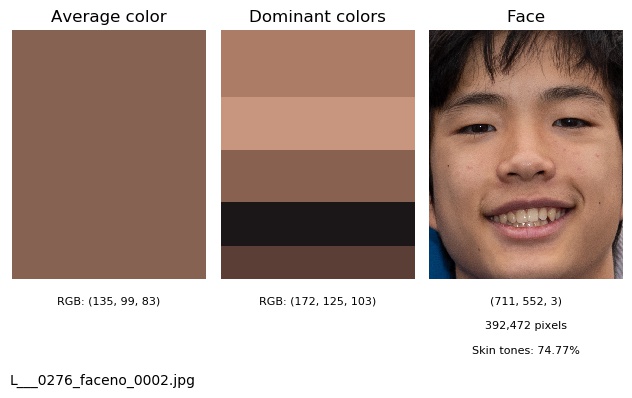 Average color
Dominant colors
Face
RGB: (135, 99, 83)
RGB: (172, 125, 103)
(711, 552, 3)
392,472 pixels
Skin tones: 74.77%
L___0276_faceno_0002.jpg